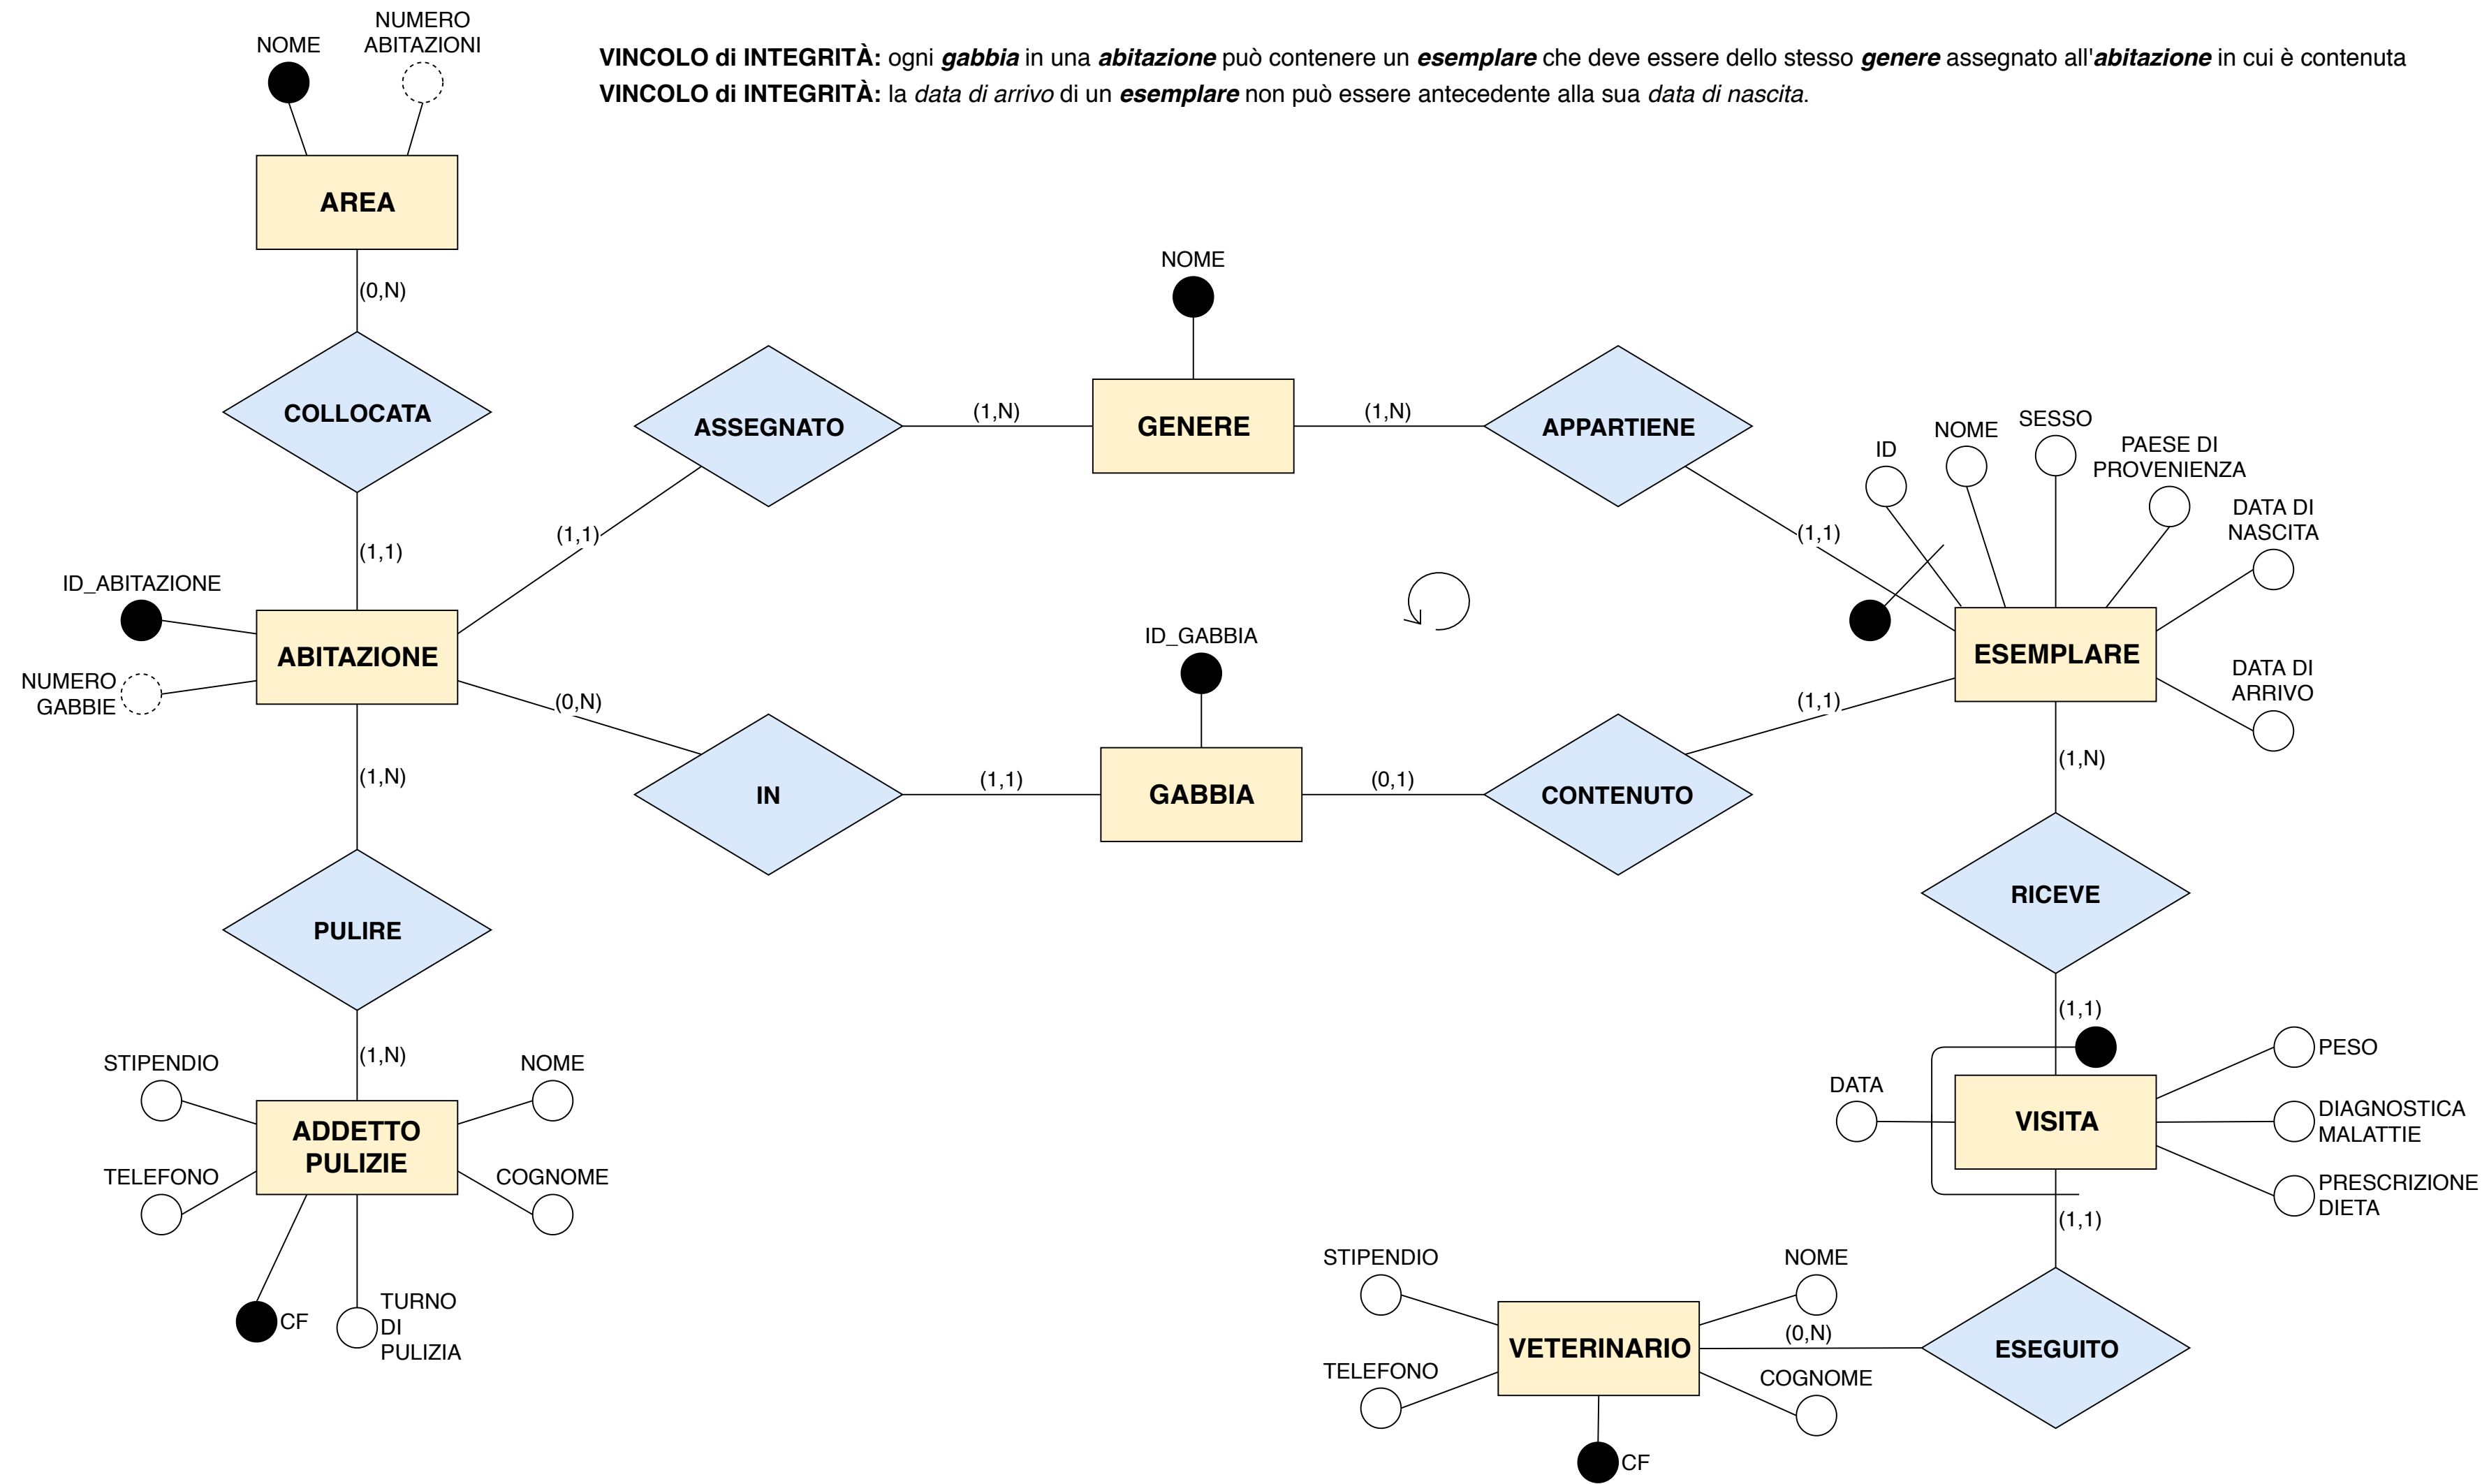 NOME
NUMERO
ABITAZIONI
VINCOLO di INTEGRITÀ: ogni gabbia in una abitazione può contenere un esemplare che deve essere dello stesso genere assegnato all'abitazione in cui è contenuta
VINCOLO di INTEGRITÀ: la data di arrivo di un esemplare non può essere antecedente alla sua data di nascita.
AREA
(0,N)
COLLOCATA
(1,1)
NOME
ASSEGNATO
(1,N)
GENERE
(1,N)
APPARTIENE
(1,1)
(1,1)
ID
NOME
SESSO
PAESE DI
PROVENIENZA
DATA DI
NASCITA
ID_ABITAZIONE
ABITAZIONE
NUMERO
GABBIE
ID_GABBIA
ESEMPLARE
DATA DI
ARRIVO
(0,N)
(1,1)
(1,N)
(1,N)
IN
(1,1)
GABBIA
(0,1)
CONTENUTO
PULIRE
RICEVE
(1,N)
(1,1)
STIPENDIO
NOME
ADDETTO
PULIZIE
TELEFONO
COGNOME
CF
TURNO
DI
PULIZIA
DATA
VISITA
PESO
DIAGNOSTICA
MALATTIE
PRESCRIZIONE
DIETA
(1,1)
STIPENDIO
NOME
VETERINARIO
(0,N)
ESEGUITO
TELEFONO
COGNOME
CF